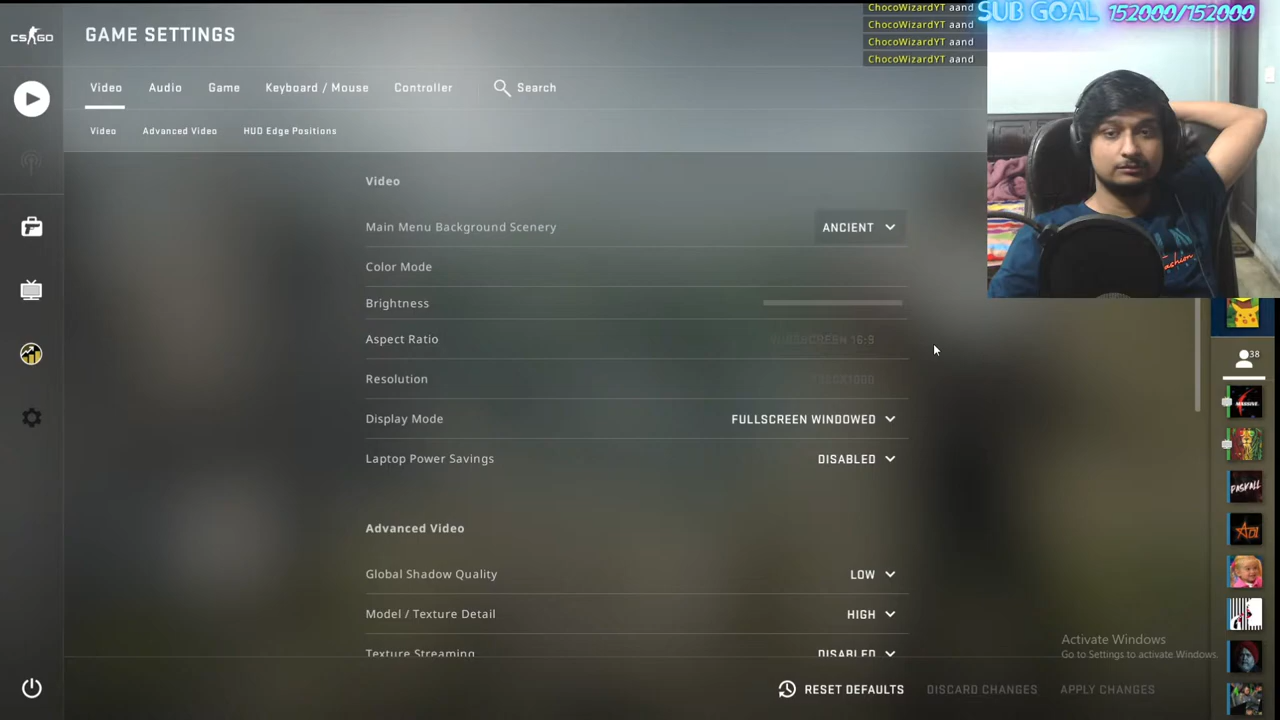 CS:GO
GAME SETTINGS
ChocoWizardYT aand
ChocoWizardYT aand
ChocoWizardYT aand
ChocoWizardYT aand
SUB GOAL 152000/152000
Video Audio Game Keyboard / Mouse Controller Search
Video Advanced Video HUD Edge Positions
Video
Main Menu Background Scenery ANCIENT
Color Mode
Brightness
Aspect Ratio
Resolution
Display Mode FULLSCREEN WINDOWED
Laptop Power Savings DISABLED
Advanced Video
Global Shadow Quality LOW
Model / Texture Detail HIGH
Texture Streaming DISABLED
38
MASSIVE
PASKALL
ADI
Activate Windows
Go to Settings to activate Windows.
RESET DEFAULTS DISCARD CHANGES APPLY CHANGES